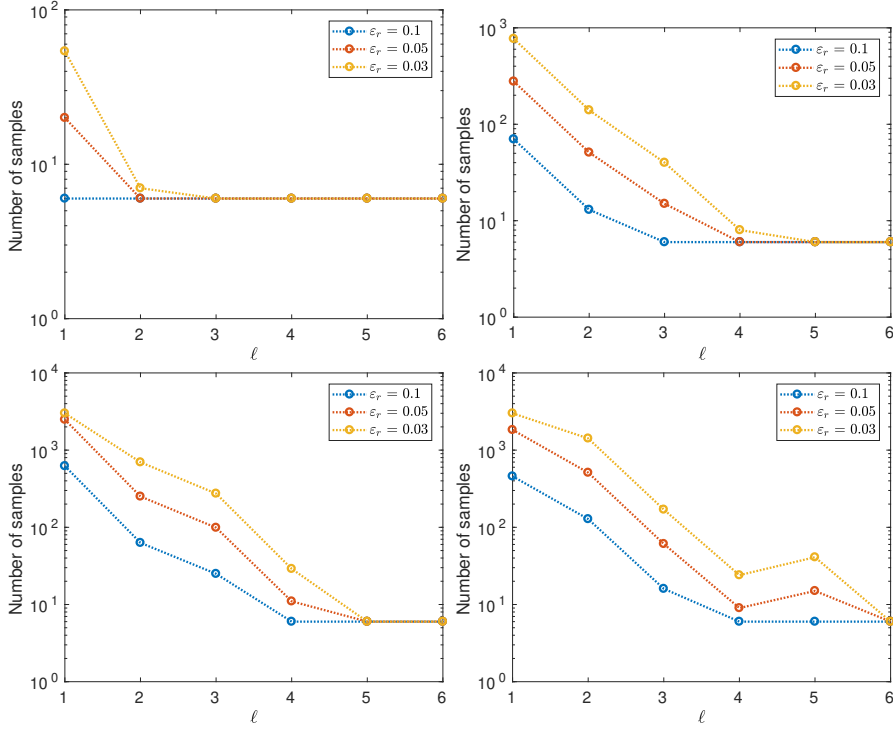 10^2
10^1
10^0
Number of samples
1 2 3 4 5 6
ℓ
ε_r = 0.1
ε_r = 0.05
ε_r = 0.03
10^3
10^2
10^1
10^0
Number of samples
1 2 3 4 5 6
ℓ
ε_r = 0.1
ε_r = 0.05
ε_r = 0.03
10^4
10^3
10^2
10^1
10^0
Number of samples
1 2 3 4 5 6
ℓ
ε_r = 0.1
ε_r = 0.05
ε_r = 0.03
10^4
10^3
10^2
10^1
10^0
Number of samples
1 2 3 4 5 6
ℓ
ε_r = 0.1
ε_r = 0.05
ε_r = 0.03